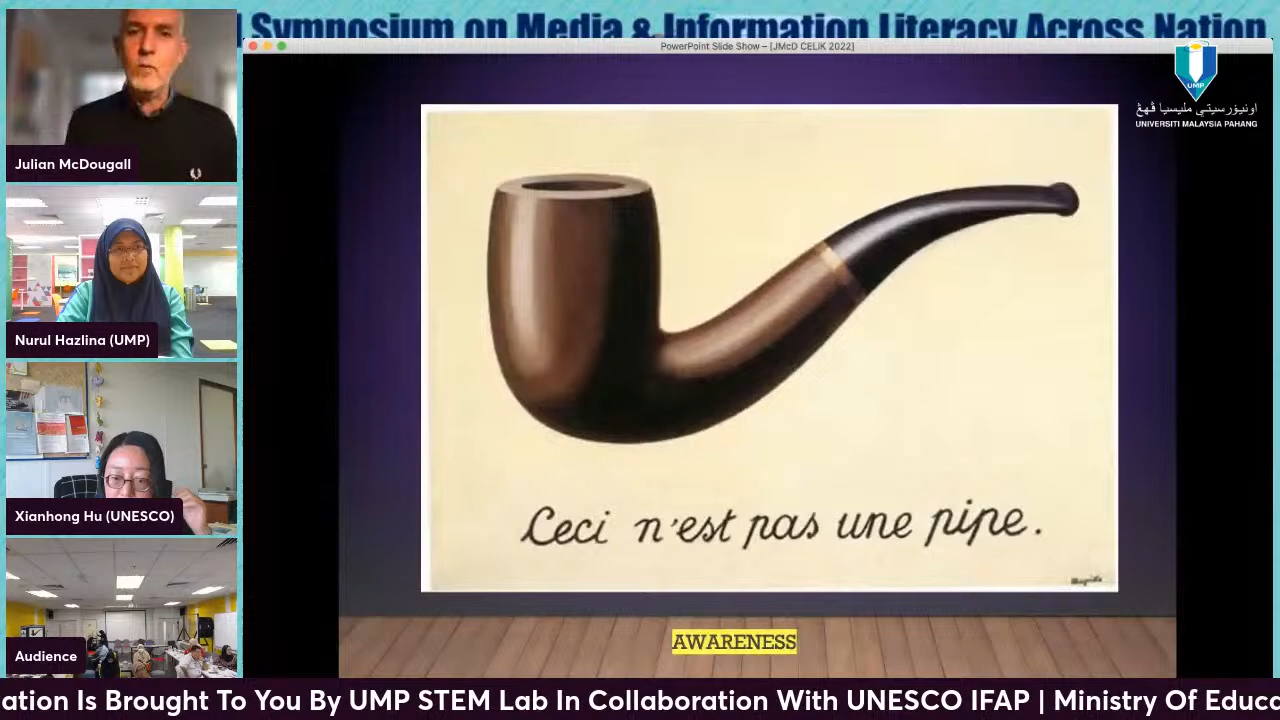 Symposium on Media & Information Literacy Across Nation
PowerPoint Slide Show – [JMcD CELIK 2022]
UMP
اونيۏرسيتي مليسيا ڤهڠ
UNIVERSITI MALAYSIA PAHANG
Julian McDougall
Nurul Hazlina (UMP)
Xianhong Hu (UNESCO)
Audience
Ceci n'est pas une pipe.
Magritte
AWARENESS
ation Is Brought To You By UMP STEM Lab In Collaboration With UNESCO IFAP | Ministry Of Educa